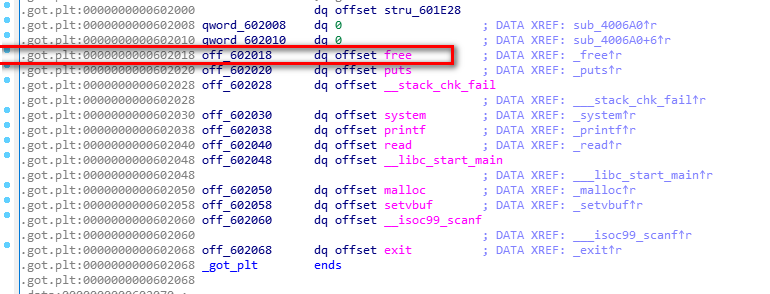 .got.plt:0000000000602000 dq offset stru_601E28
.got.plt:0000000000602008 qword_602008 dq 0 ; DATA XREF: sub_4006A0↑r
.got.plt:0000000000602010 qword_602010 dq 0 ; DATA XREF: sub_4006A0+6↑r
.got.plt:0000000000602018 off_602018 dq offset free ; DATA XREF: _free↑r
.got.plt:0000000000602020 off_602020 dq offset puts ; DATA XREF: _puts↑r
.got.plt:0000000000602028 off_602028 dq offset __stack_chk_fail
.got.plt:0000000000602028 ; DATA XREF: ___stack_chk_fail↑r
.got.plt:0000000000602030 off_602030 dq offset system ; DATA XREF: _system↑r
.got.plt:0000000000602038 off_602038 dq offset printf ; DATA XREF: _printf↑r
.got.plt:0000000000602040 off_602040 dq offset read ; DATA XREF: _read↑r
.got.plt:0000000000602048 off_602048 dq offset __libc_start_main
.got.plt:0000000000602048 ; DATA XREF: ___libc_start_main↑r
.got.plt:0000000000602050 off_602050 dq offset malloc ; DATA XREF: _malloc↑r
.got.plt:0000000000602058 off_602058 dq offset setvbuf ; DATA XREF: _setvbuf↑r
.got.plt:0000000000602060 off_602060 dq offset __isoc99_scanf
.got.plt:0000000000602060 ; DATA XREF: ___isoc99_scanf↑r
.got.plt:0000000000602068 off_602068 dq offset exit ; DATA XREF: _exit↑r
.got.plt:0000000000602068 _got_plt ends
.got.plt:0000000000602068